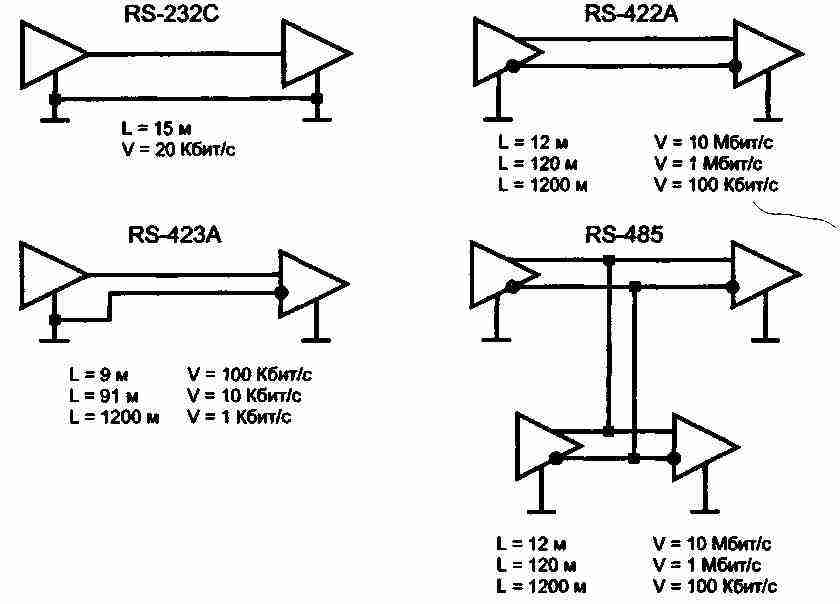 RS-232C
L = 15 м
V = 20 Кбит/с
RS-422A
L = 12 м V = 10 Мбит/с
L = 120 м V = 1 Мбит/с
L = 1200 м V = 100 Кбит/с
RS-423A
L = 9 м V = 100 Кбит/с
L = 91 м V = 10 Кбит/с
L = 1200 м V = 1 Кбит/с
RS-485
L = 12 м V = 10 Мбит/с
L = 120 м V = 1 Мбит/с
L = 1200 м V = 100 Кбит/с